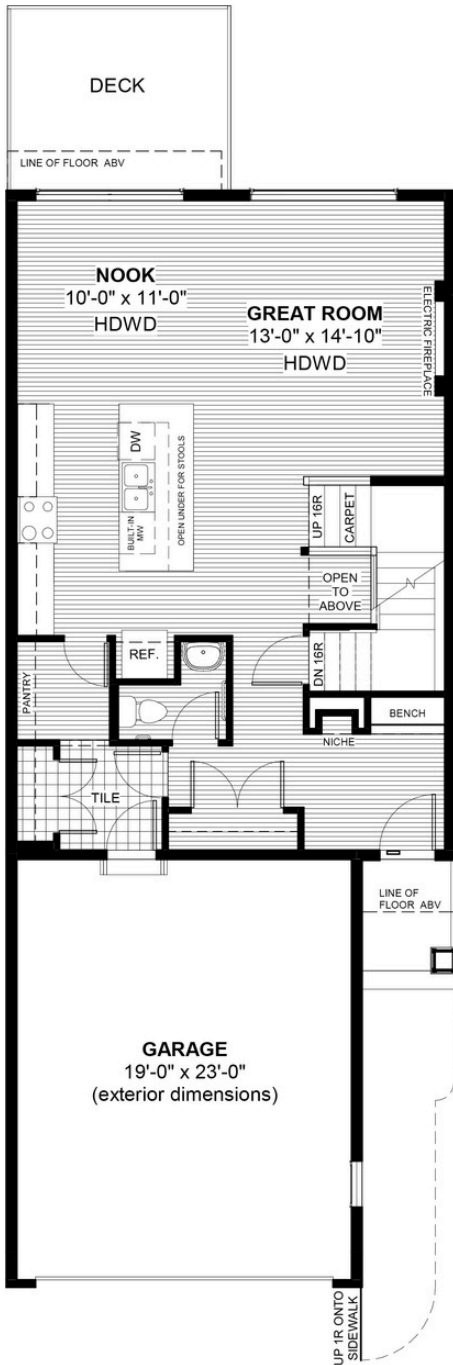 DECK
LINE OF FLOOR ABV
NOOK
10'-0" x 11'-0"
HDWD
GREAT ROOM
13'-0" x 14'-10"
HDWD
ELECTRIC FIREPLACE
DW
BUILT-IN
MW
OPEN UNDER FOR STOOLS
UP 16R
CARPET
OPEN
TO
ABOVE
DN 16R
REF.
PANTRY
BENCH
NICHE
TILE
LINE OF
FLOOR ABV
GARAGE
19'-0" x 23'-0"
(exterior dimensions)
UP 1R ONTO
SIDEWALK